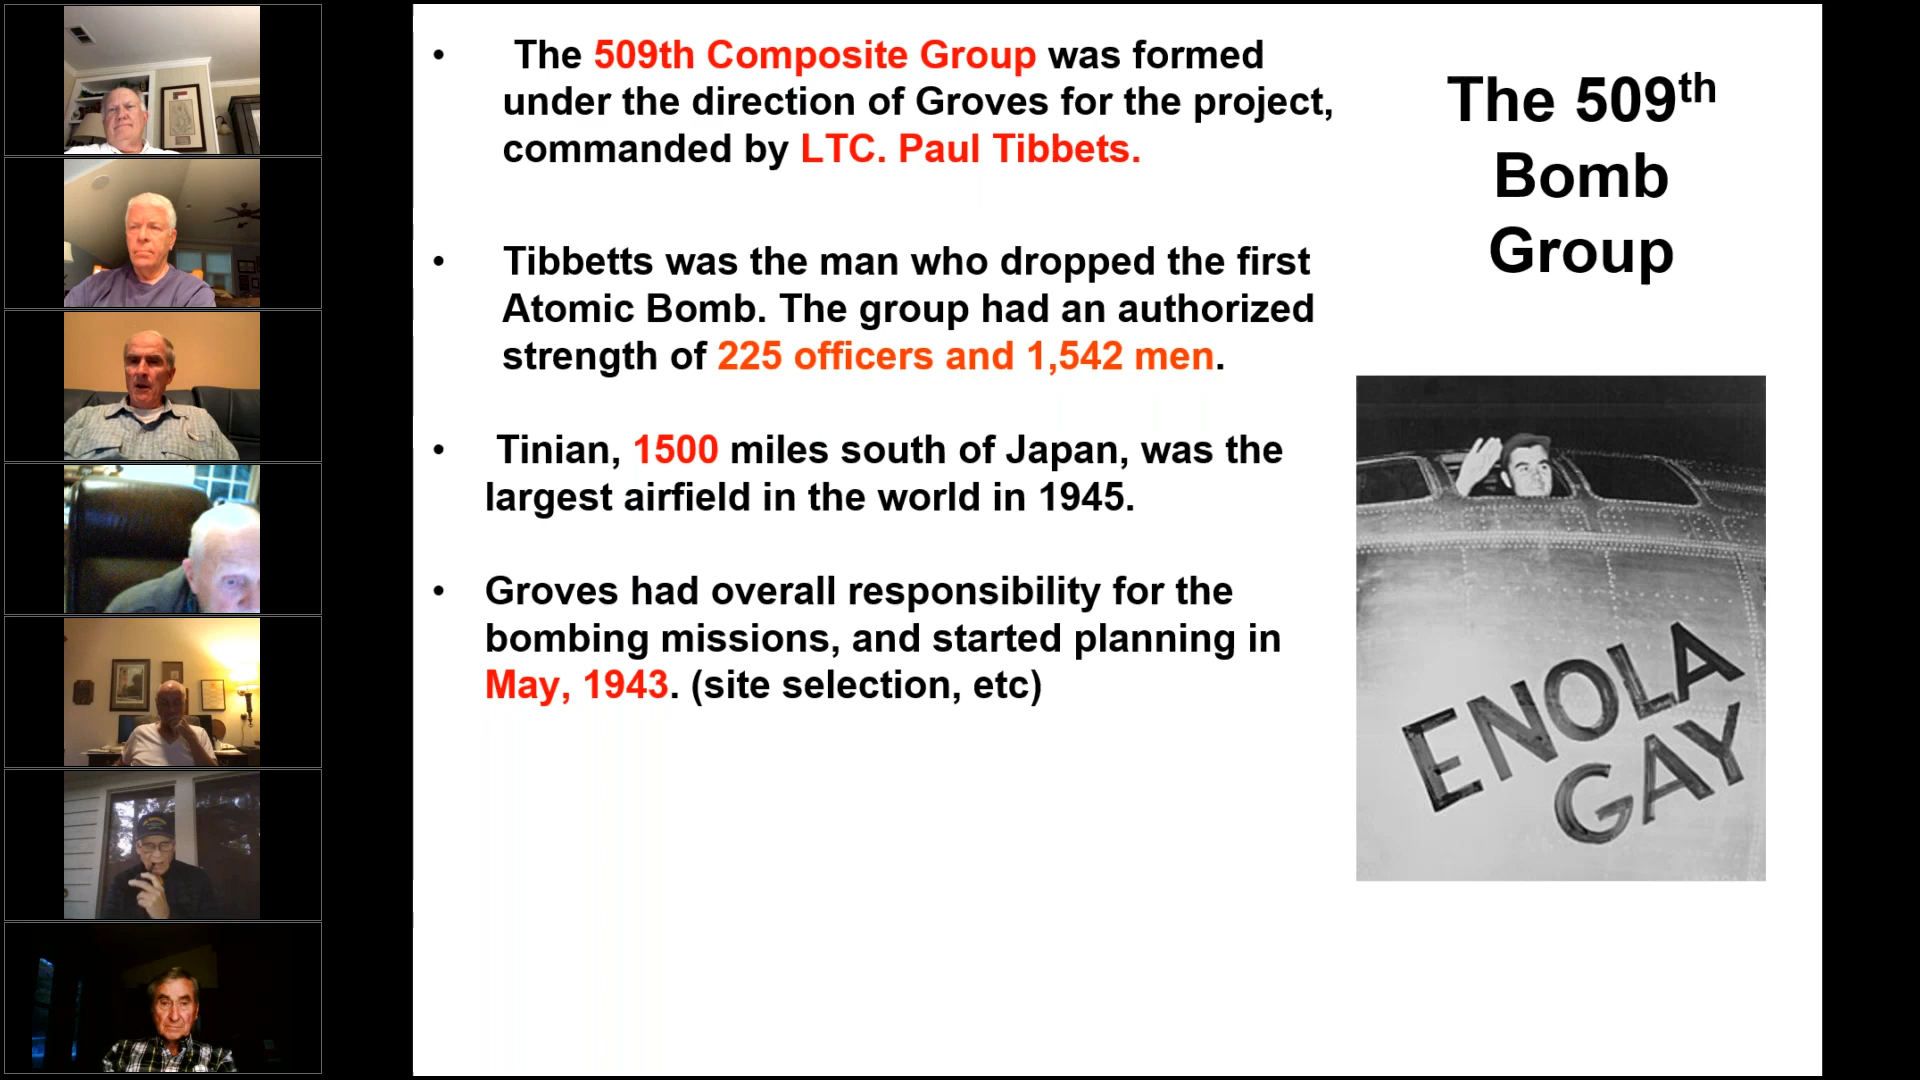 • The 509th Composite Group was formed
under the direction of Groves for the project,
commanded by LTC. Paul Tibbets.
• Tibbetts was the man who dropped the first
Atomic Bomb. The group had an authorized
strength of 225 officers and 1,542 men.
• Tinian, 1500 miles south of Japan, was the
largest airfield in the world in 1945.
• Groves had overall responsibility for the
bombing missions, and started planning in
May, 1943. (site selection, etc)
The 509th
Bomb
Group
ENOLA
GAY